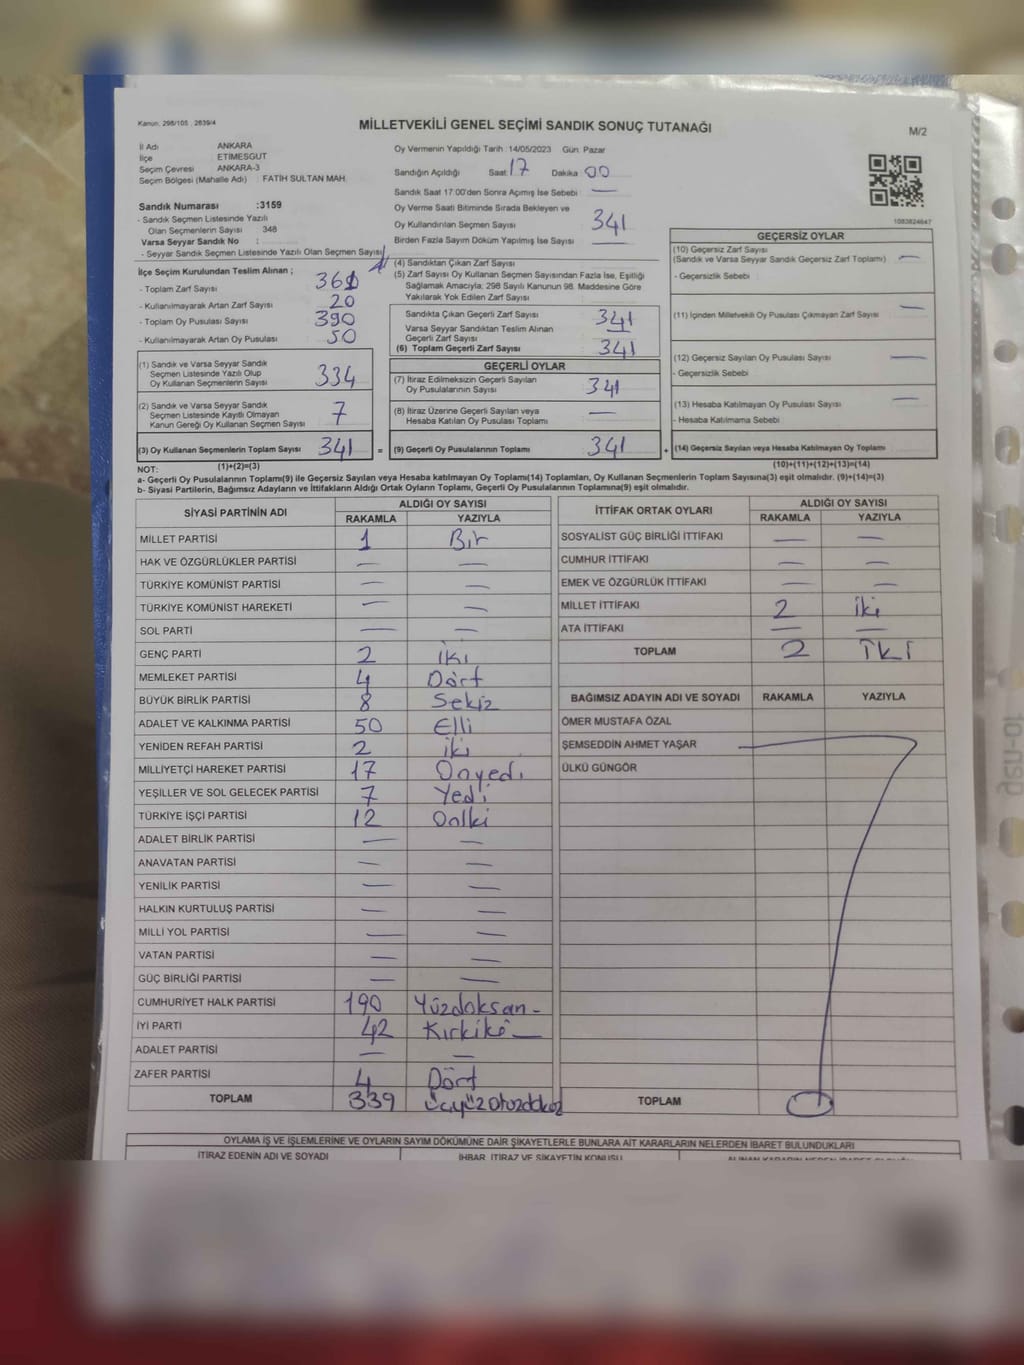 Kanun, 298/105 , 2839/4
MİLLETVEKİLİ GENEL SEÇİMİ SANDIK SONUÇ TUTANAĞI
M/2
İl Adı ANKARA
İlçe ETİMESGUT
Seçim Çevresi ANKARA-3
Seçim Bölgesi (Mahalle Adı) : FATİH SULTAN MAH.
Sandık Numarası :3159
- Sandık Seçmen Listesinde Yazılı
Olan Seçmenlerin Sayısı 348
Varsa Seyyar Sandık No :
- Seyyar Sandık Seçmen Listesinde Yazılı Olan Seçmen Sayısı
Oy Vermenin Yapıldığı Tarih : 14/05/2023 Gün: Pazar
Sandığın Açıldığı Saat: 17 Dakika 00
Sandık Saat 17:00'den Sonra Açımış İse Sebebi : —
Oy Verme Saati Bitiminde Sırada Bekleyen ve
Oy Kullandırılan Seçmen Sayısı 341
Birden Fazla Sayım Döküm Yapılmış İse Sayısı —
1083824647
İlçe Seçim Kurulundan Teslim Alınan ;
- Toplam Zarf Sayısı 361
- Kullanılmayarak Artan Zarf Sayısı 20
- Toplam Oy Pusulası Sayısı 390
- Kullanılmayarak Artan Oy Pusulası 50
(1) Sandık ve Varsa Seyyar Sandık
Seçmen Listesinde Yazılı Olup
Oy Kullanan Seçmenlerin Sayısı 334
(2) Sandık ve Varsa Seyyar Sandık
Seçmen Listesinde Kayıtlı Olmayan
Kanun Gereği Oy Kullanan Seçmen Sayısı 7
(3) Oy Kullanan Seçmenlerin Toplam Sayısı 341 =
(1)+(2)=(3)
(4) Sandıktan Çıkan Zarf Sayısı
(5) Zarf Sayısı Oy Kullanan Seçmen Sayısından Fazla İse, Eşitliği
Sağlamak Amacıyla; 298 Sayılı Kanunun 98. Maddesine Göre
Yakılarak Yok Edilen Zarf Sayısı :
Sandıkta Çıkan Geçerli Zarf Sayısı 341
Varsa Seyyar Sandıktan Teslim Alınan
Geçerli Zarf Sayısı —
(6) Toplam Geçerli Zarf Sayısı 341
GEÇERLİ OYLAR
(7) İtiraz Edilmeksizin Geçerli Sayılan
Oy Pusulalarının Sayısı 341
(8) İtiraz Üzerine Geçerli Sayılan veya
Hesaba Katılan Oy Pusulası Toplamı —
(9) Geçerli Oy Pusulalarının Toplamı 341 +
GEÇERSİZ OYLAR
(10) Geçersiz Zarf Sayısı
(Sandık ve Varsa Seyyar Sandık Geçersiz Zarf Toplamı) —
- Geçersizlik Sebebi :
(11) İçinden Milletvekili Oy Pusulası Çıkmayan Zarf Sayısı —
(12) Geçersiz Sayılan Oy Pusulası Sayısı —
- Geçersizlik Sebebi
(13) Hesaba Katılmayan Oy Pusulası Sayısı —
- Hesaba Katılmama Sebebi
(14) Geçersiz Sayılan veya Hesaba Katılmayan Oy Toplamı
(10)+(11)+(12)+(13)=(14)
NOT:
a- Geçerli Oy Pusulalarının Toplamı(9) ile Geçersiz Sayılan veya Hesaba katılmayan Oy Toplamı(14) Toplamları, Oy Kullanan Seçmenlerin Toplam Sayısına(3) eşit olmalıdır. (9)+(14)=(3)
b- Siyasi Partilerin, Bağımsız Adayların ve İttifakların Aldığı Ortak Oyların Toplamı, Geçerli Oy Pusulalarının Toplamına(9) eşit olmalıdır.
SİYASİ PARTİNİN ADI ALDIĞI OY SAYISI
RAKAMLA YAZIYLA
MİLLET PARTİSİ 1 Bir
HAK VE ÖZGÜRLÜKLER PARTİSİ — —
TÜRKİYE KOMÜNİST PARTİSİ — —
TÜRKİYE KOMÜNİST HAREKETİ — —
SOL PARTİ — —
GENÇ PARTİ 2 iki
MEMLEKET PARTİSİ 4 Dört
BÜYÜK BİRLİK PARTİSİ 8 Sekiz
ADALET VE KALKINMA PARTİSİ 50 Elli
YENİDEN REFAH PARTİSİ 2 iki
MİLLİYETÇİ HAREKET PARTİSİ 17 Onyedi
YEŞİLLER VE SOL GELECEK PARTİSİ 7 Yedi
TÜRKİYE İŞÇİ PARTİSİ 12 Oniki
ADALET BİRLİK PARTİSİ — —
ANAVATAN PARTİSİ — —
YENİLİK PARTİSİ — —
HALKIN KURTULUŞ PARTİSİ — —
MİLLİ YOL PARTİSİ — —
VATAN PARTİSİ — —
GÜÇ BİRLİĞİ PARTİSİ — —
CUMHURİYET HALK PARTİSİ 190 Yüzdoksan -
İYİ PARTİ 42 Kırkiki —
ADALET PARTİSİ — —
ZAFER PARTİSİ 4 Dört
TOPLAM 339 üçyüzotuzdokuz
İTTİFAK ORTAK OYLARI ALDIĞI OY SAYISI
RAKAMLA YAZIYLA
SOSYALİST GÜÇ BİRLİĞİ İTTİFAKI — —
CUMHUR İTTİFAKI — —
EMEK VE ÖZGÜRLÜK İTTİFAKI — —
MİLLET İTTİFAKI 2 iki
ATA İTTİFAKI — —
TOPLAM 2 İKİ
BAĞIMSIZ ADAYIN ADI VE SOYADI RAKAMLA YAZIYLA
ÖMER MUSTAFA ÖZAL
ŞEMSEDDİN AHMET YAŞAR
ÜLKÜ GÜNGÖR
TOPLAM
OYLAMA İŞ VE İŞLEMLERİNE VE OYLARIN SAYIM DÖKÜMÜNE DAİR ŞİKAYETLERLE BUNLARA AİT KARARLARIN NELERDEN İBARET BULUNDUKLARI
İTİRAZ EDENİN ADI VE SOYADI İHBAR, İTİRAZ VE ŞİKAYETİN KONUSU